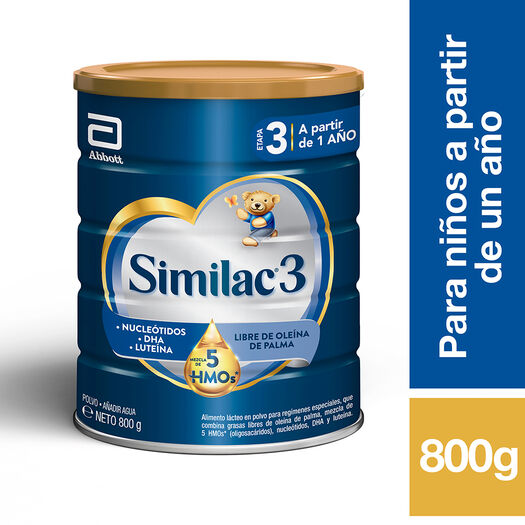 Abbott
ETAPA 3
A partir
de 1 AÑO
Similac®3
• NUCLEÓTIDOS
• DHA
• LUTEÍNA
MEZCLA DE
5
HMOs*
LIBRE DE OLEÍNA
DE PALMA
POLVO • AÑADIR AGUA
℮ NETO 800 g
Alimento lácteo en polvo para regímenes especiales, que
combina grasas libres de oleína de palma, mezcla de
5 HMOs* (oligosacáridos), nucleótidos, DHA y luteína.
Para niños a partir
de un año
800g